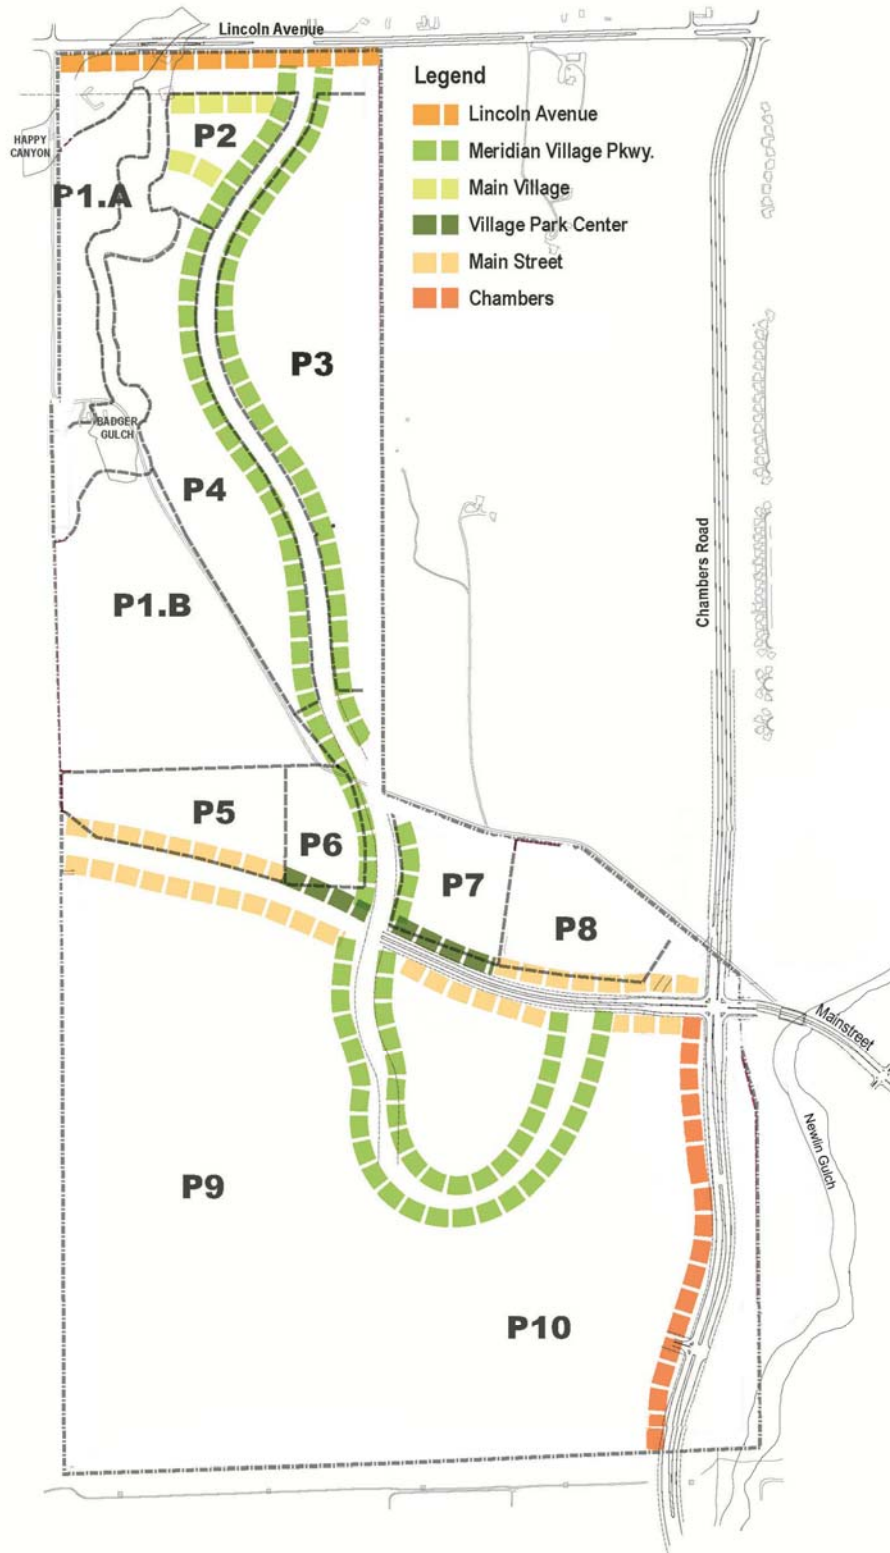 Lincoln Avenue
Legend
Lincoln Avenue
Meridian Village Pkwy.
Main Village
Village Park Center
Main Street
Chambers
HAPPY
CANYON
P2
P1.A
P3
BADGER
GULCH
P4
Chambers Road
P1.B
P5
P6
P7
P8
Mainstreet
Newlin Gulch
P9
P10